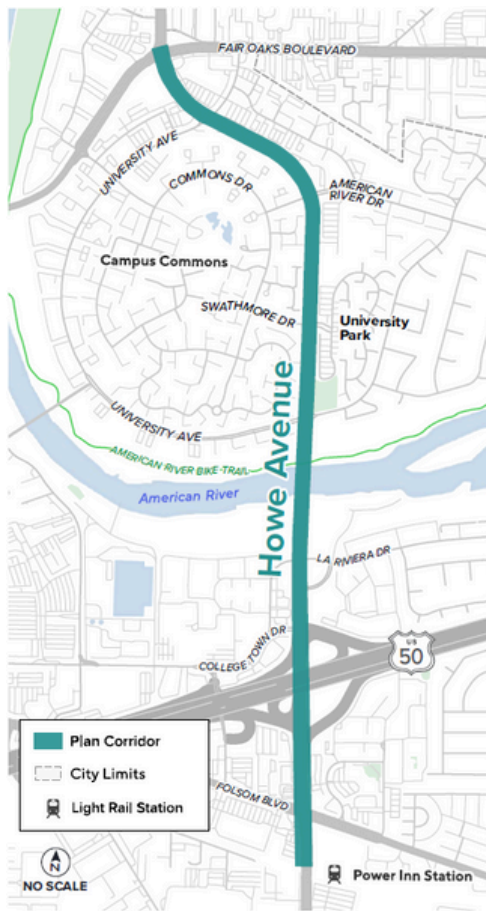 FAIR OAKS BOULEVARD
UNIVERSITY AVE
COMMONS DR
AMERICAN
RIVER DR
Campus Commons
SWATHMORE DR
University
Park
Howe Avenue
UNIVERSITY AVE
AMERICAN RIVER BIKE-TRAIL
American River
LA RIVIERA DR
COLLEGE TOWN DR
US
50
Plan Corridor
City Limits
Light Rail Station
FOLSOM BLVD
N
NO SCALE
Power Inn Station